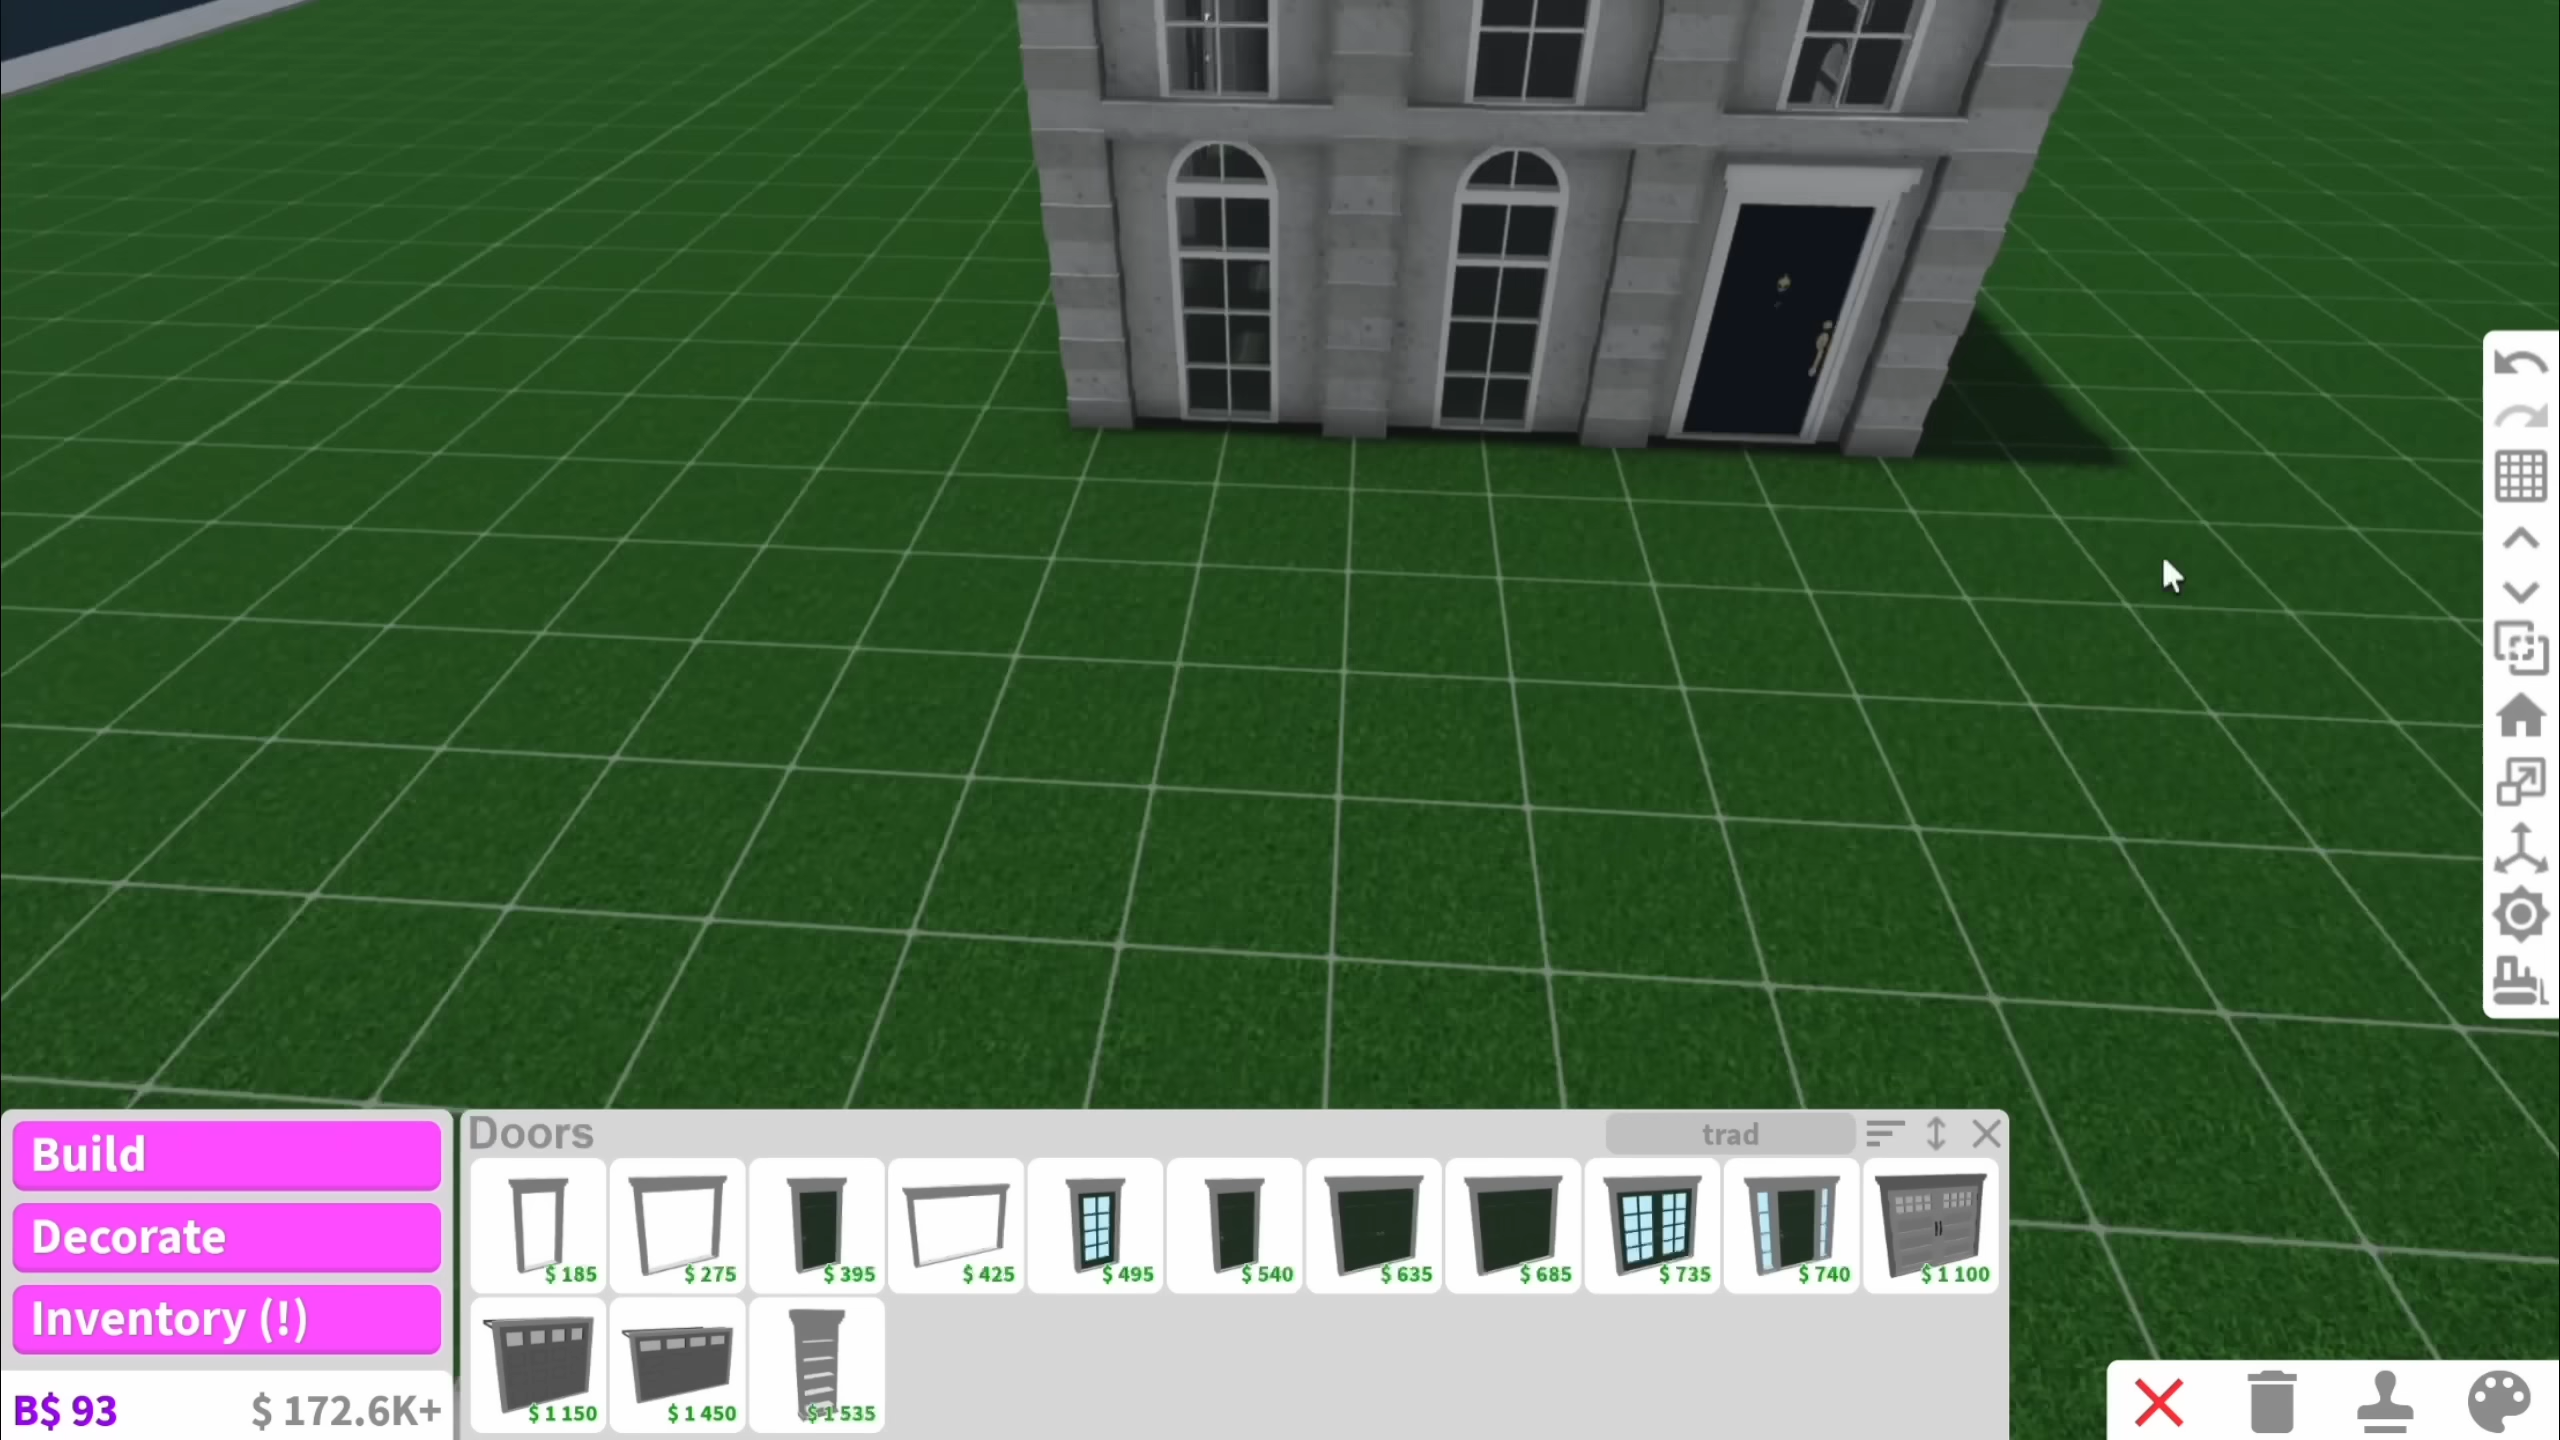 Build
Decorate
Inventory (!)
B$ 93
$ 172.6K+
Doors
trad
$ 185
$ 275
$ 395
$ 425
$ 495
$ 540
$ 635
$ 685
$ 735
$ 740
$ 1 100
$ 1 150
$ 1 450
$ 1 535